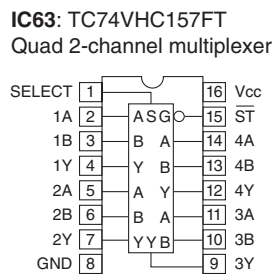 IC63: TC74VHC157FT
Quad 2-channel multiplexer
SELECT 1 16 Vcc
1A 2 A S G 15 ST
1B 3 B A 14 4A
1Y 4 Y B 13 4B
2A 5 A Y 12 4Y
2B 6 B A 11 3A
2Y 7 Y Y B 10 3B
GND 8 9 3Y